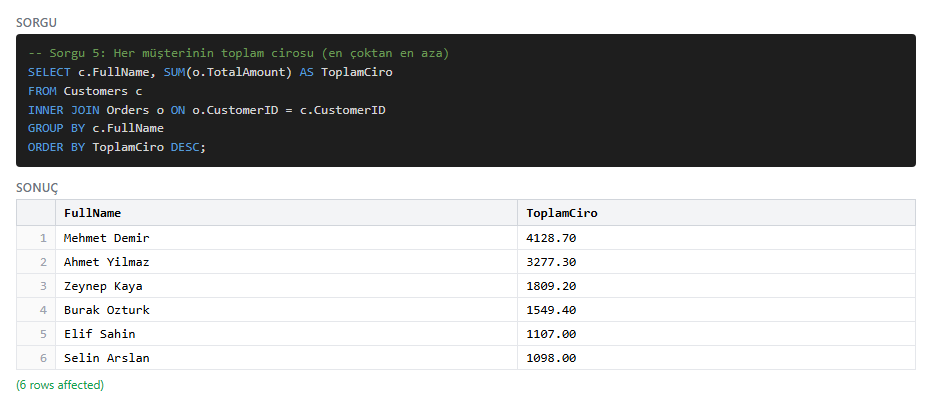 SORGU
-- Sorgu 5: Her müşterinin toplam cirosu (en çoktan en aza)
SELECT c.FullName, SUM(o.TotalAmount) AS ToplamCiro
FROM Customers c
INNER JOIN Orders o ON o.CustomerID = c.CustomerID
GROUP BY c.FullName
ORDER BY ToplamCiro DESC;
SONUÇ
FullName ToplamCiro
1 Mehmet Demir 4128.70
2 Ahmet Yilmaz 3277.30
3 Zeynep Kaya 1809.20
4 Burak Ozturk 1549.40
5 Elif Sahin 1107.00
6 Selin Arslan 1098.00
(6 rows affected)